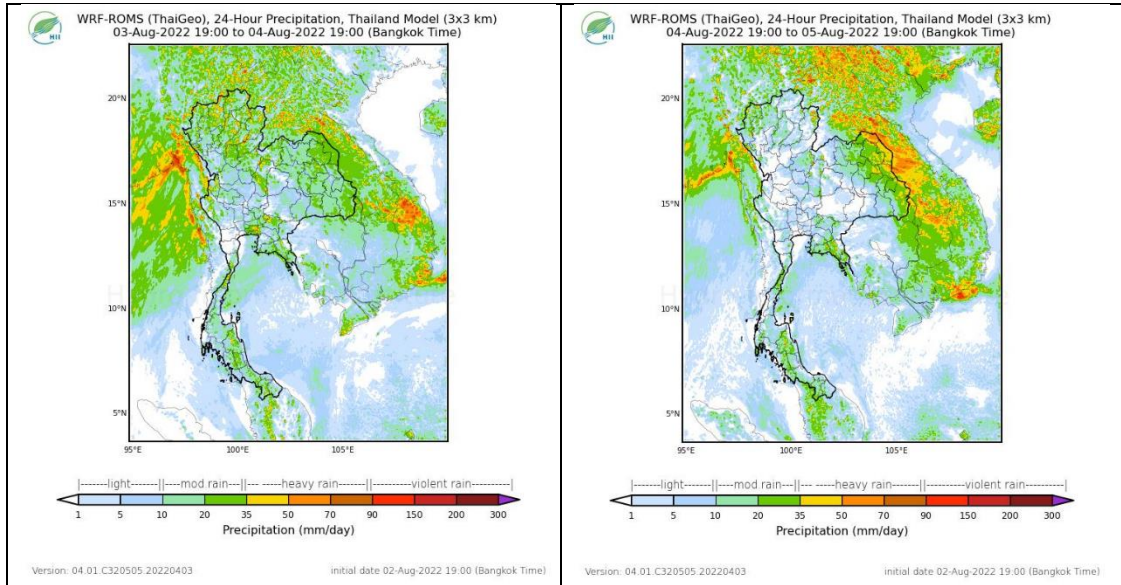 HII
WRF-ROMS (ThaiGeo), 24-Hour Precipitation, Thailand Model (3x3 km)
03-Aug-2022 19:00 to 04-Aug-2022 19:00 (Bangkok Time)
20°N
15°N
10°N
5°N
95°E 100°E 105°E
|------light------||----mod rain---||--- ----heavy rain---||---------violent rain--------|
1 5 10 20 35 50 70 90 150 200 300
Precipitation (mm/day)
Version: 04.01.C320505.20220403 initial date 02-Aug-2022 19:00 (Bangkok Time)
HII
WRF-ROMS (ThaiGeo), 24-Hour Precipitation, Thailand Model (3x3 km)
04-Aug-2022 19:00 to 05-Aug-2022 19:00 (Bangkok Time)
20°N
15°N
10°N
5°N
95°E 100°E 105°E
|------light------||----mod rain---||--- ----heavy rain---||---------violent rain--------|
1 5 10 20 35 50 70 90 150 200 300
Precipitation (mm/day)
Version: 04.01.C320505.20220403 initial date 02-Aug-2022 19:00 (Bangkok Time)